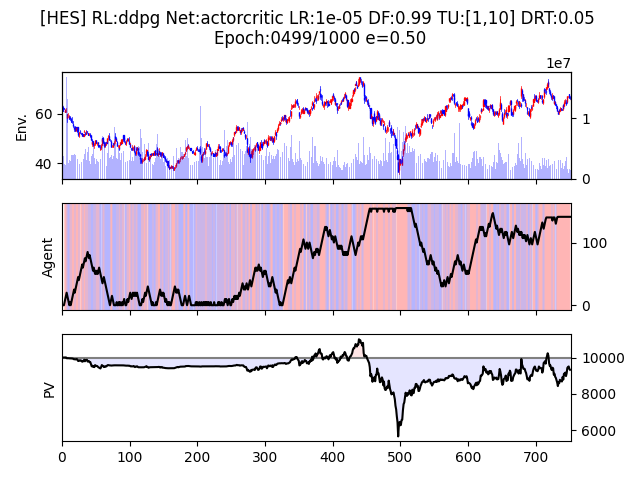 [HES] RL:ddpg Net:actorcritic LR:1e-05 DF:0.99 TU:[1,10] DRT:0.05
Epoch:0499/1000 e=0.50
1e7
Env.
60
40
1
0
Agent
100
0
PV
10000
8000
6000
0 100 200 300 400 500 600 700